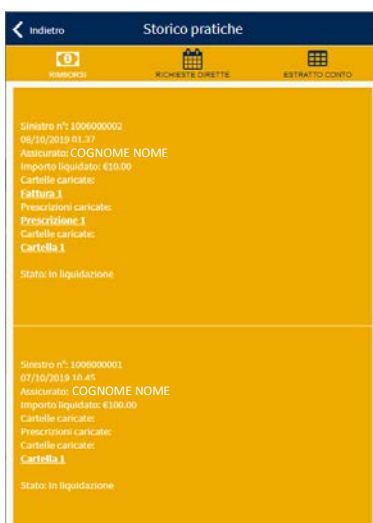 Indietro
Storico pratiche
RIMBORSI
RICHIESTE DIRETTE
ESTRATTO CONTO
Sinistro n°: 1006000002
06/10/2019 01.37
Assicurato: COGNOME NOME
Importo liquidato: €10.00
Cartelle caricate:
Fattura 1
Prescrizioni caricate:
Prescrizione 1
Cartelle caricate:
Cartella 1
Stato: In liquidazione
Sinistro n°: 1006000001
07/10/2019 10.45
Assicurato: COGNOME NOME
Importo liquidato: €100.00
Cartelle caricate:
Prescrizioni caricate:
Cartelle caricate:
Cartella 1
Stato: In liquidazione